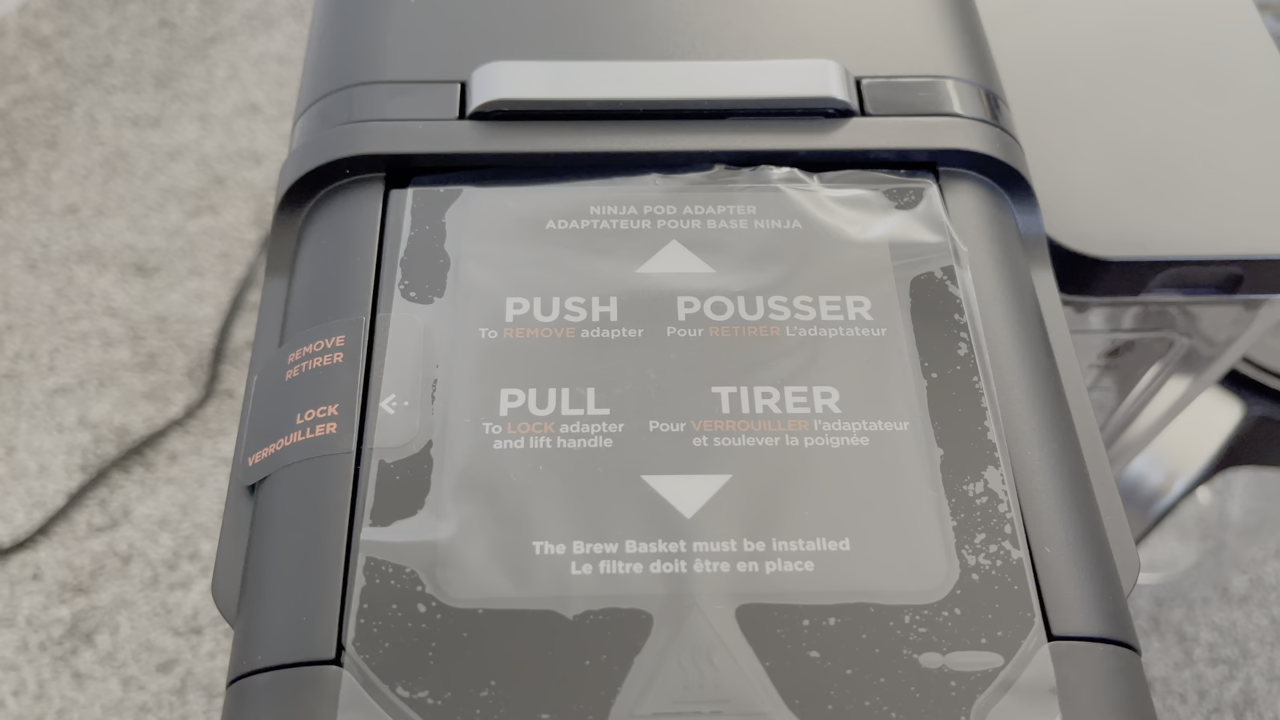 NINJA POD ADAPTER
ADAPTATEUR POUR BASE NINJA
PUSH
To REMOVE adapter
POUSSER
Pour RETIRER L'adaptateur
REMOVE
RETIRER
LOCK
VERROUILLER
PULL
To LOCK adapter
and lift handle
TIRER
Pour VERROUILLER l'adaptateur
et soulever la poignée
The Brew Basket must be installed
Le filtre doit être en place